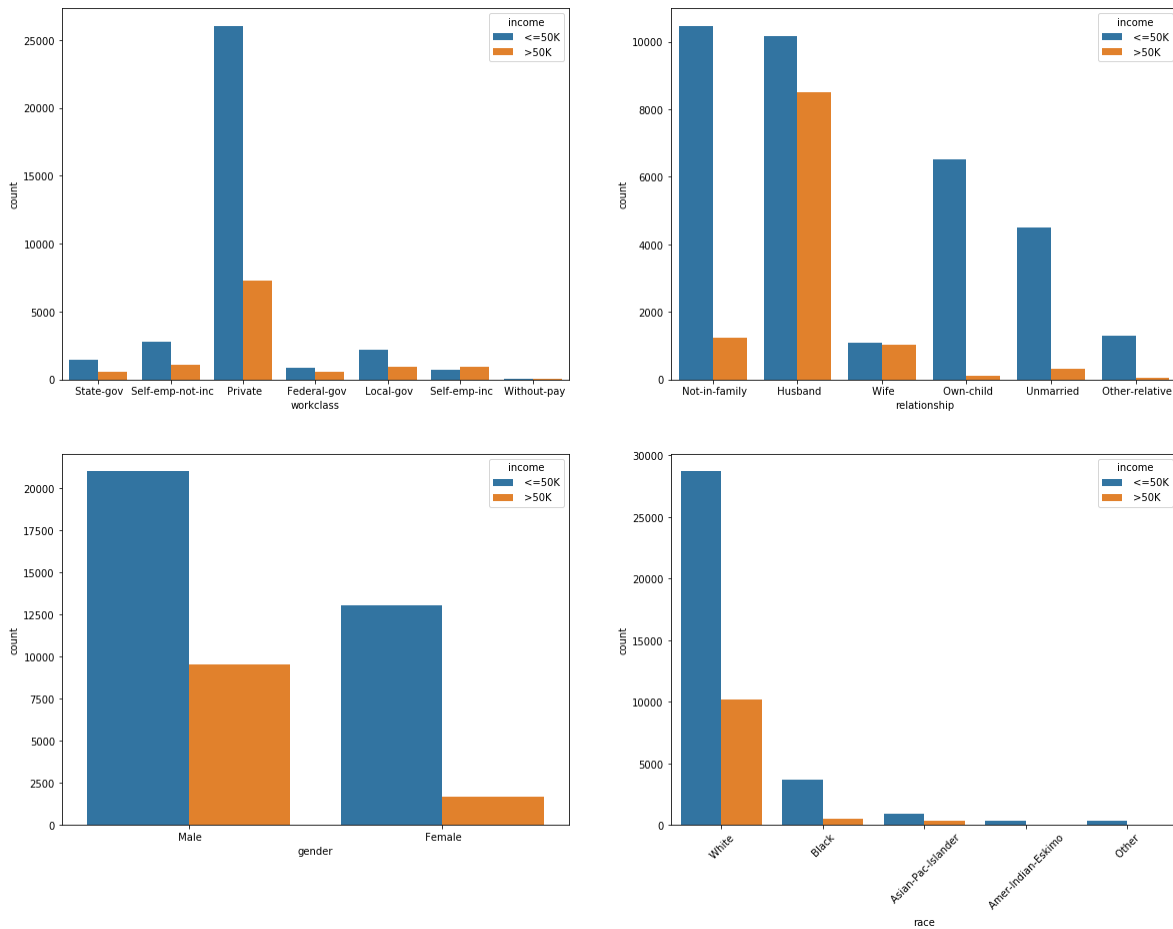 income
<=50K
>50K
25000
20000
15000
10000
5000
0
count
State-gov Self-emp-not-inc Private Federal-gov Local-gov Self-emp-inc Without-pay
workclass
income
<=50K
>50K
10000
8000
6000
4000
2000
0
count
Not-in-family Husband Wife Own-child Unmarried Other-relative
relationship
income
<=50K
>50K
20000
17500
15000
12500
10000
7500
5000
2500
0
count
Male Female
gender
income
<=50K
>50K
30000
25000
20000
15000
10000
5000
0
count
White Black Asian-Pac-Islander Amer-Indian-Eskimo Other
race